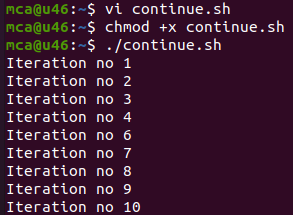 mca@u46:~$ vi continue.sh
mca@u46:~$ chmod +x continue.sh
mca@u46:~$ ./continue.sh
Iteration no 1
Iteration no 2
Iteration no 3
Iteration no 4
Iteration no 6
Iteration no 7
Iteration no 8
Iteration no 9
Iteration no 10